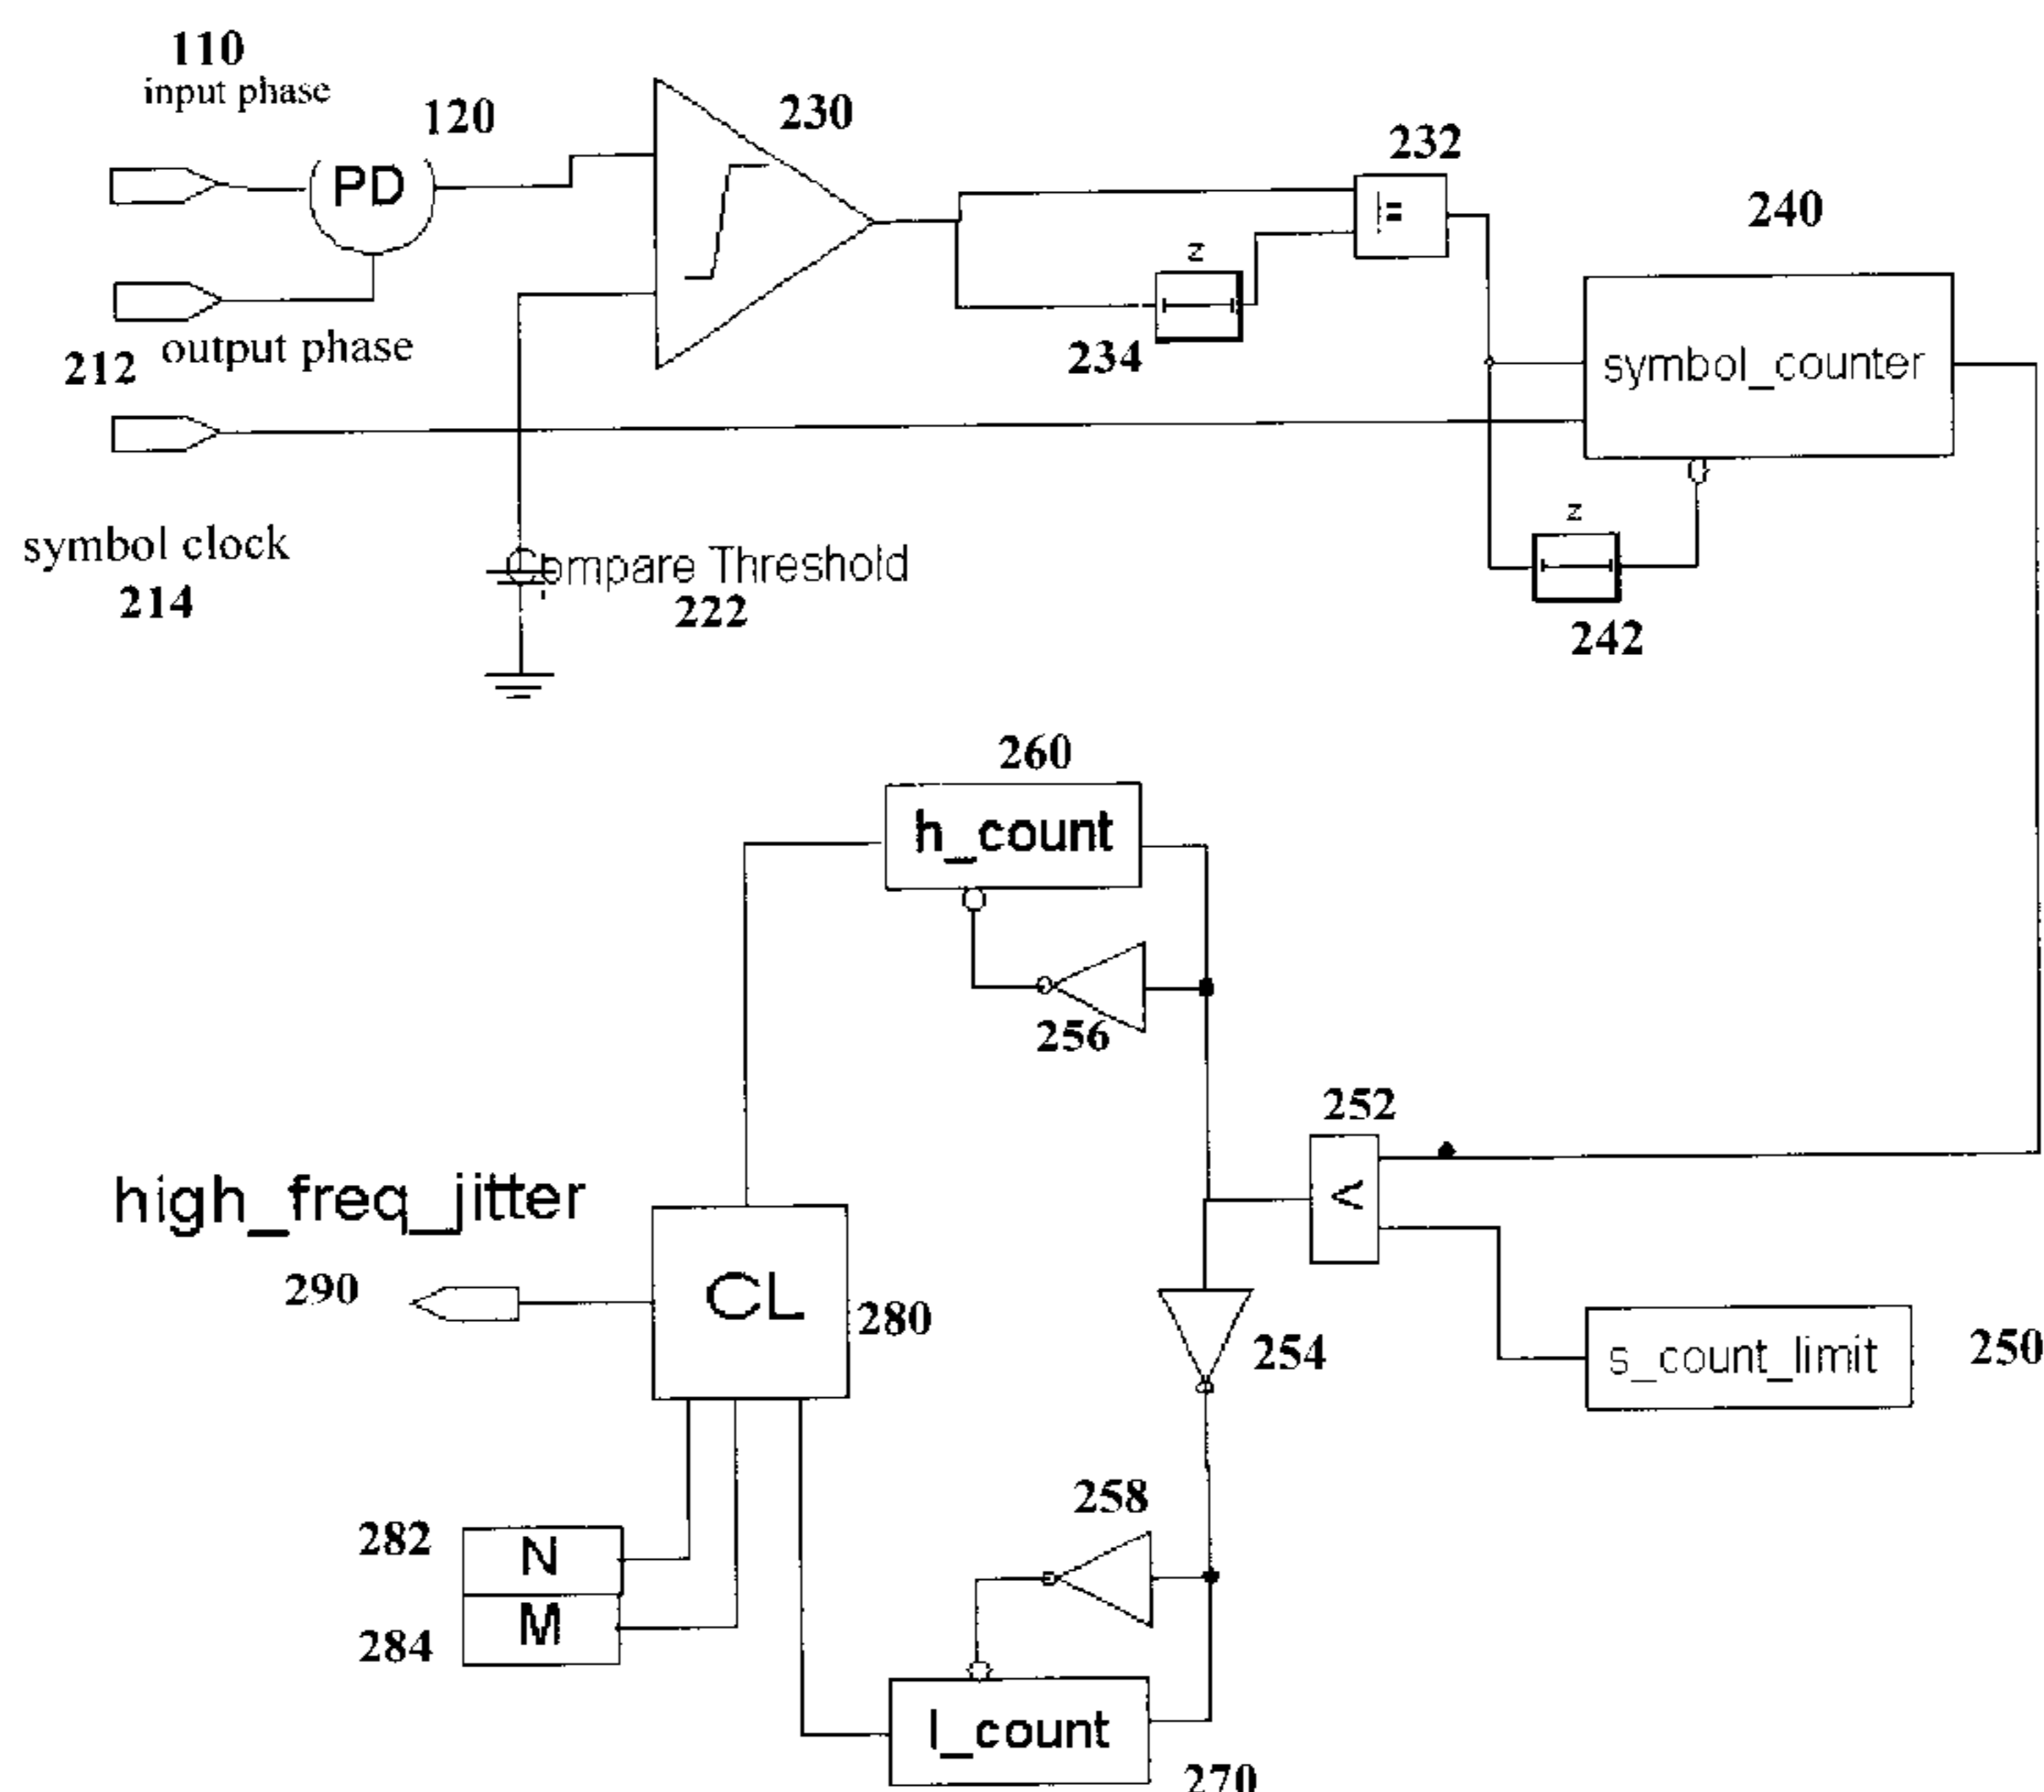 110
input phase
120
PD
230
232
!=
240
z
234
212 output phase
symbol_counter
z
242
symbol clock
214
Compare Threshold
222
260
h_count
256
252
<
high_freq_jitter
290
CL
280
254
s_count_limit
250
258
282
N
284
M
l_count
270